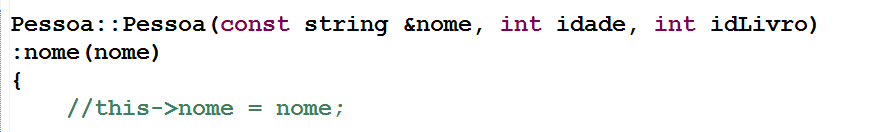 Pessoa::Pessoa(const string &nome, int idade, int idLivro)
:nome(nome)
{
//this->nome = nome;